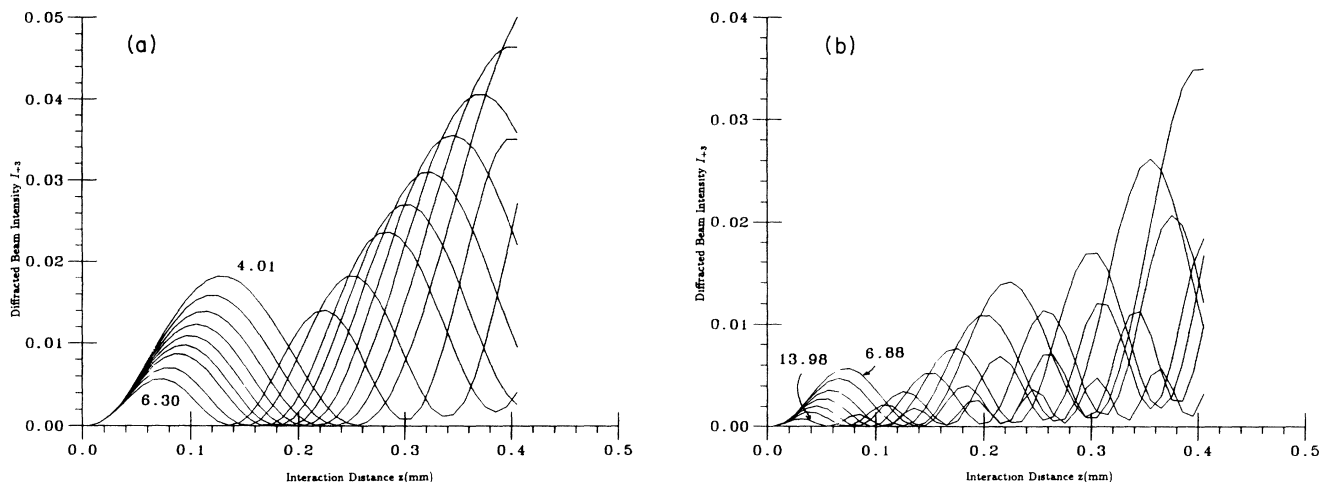 (a)
0.05
0.04
0.03
0.02
0.01
0.00
Diffracted Beam Intensity I₊₃
4.01
6.30
0.0 0.1 0.2 0.3 0.4 0.5
Interaction Distance z(mm)
(b)
0.04
0.03
0.02
0.01
0.00
Diffracted Beam Intensity I₊₃
13.98
6.88
0.0 0.1 0.2 0.3 0.4 0.5
Interaction Distance z(mm)